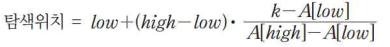 탐색위치 = low+(high-low)· k-A[low] / A[high]-A[low]